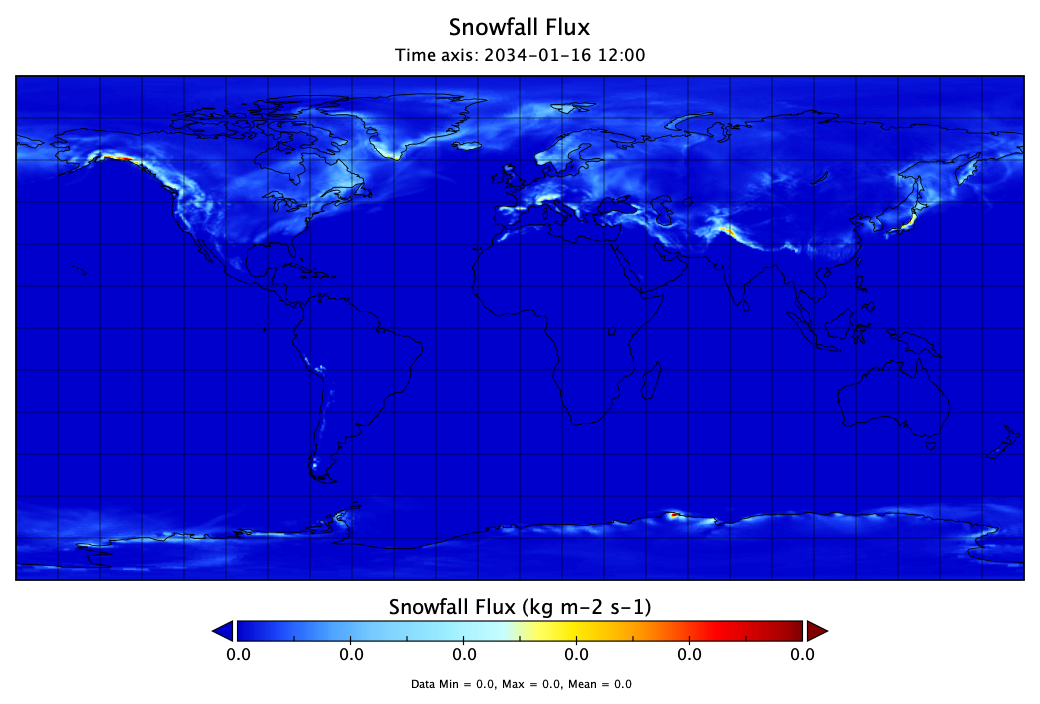 Snowfall Flux
Time axis: 2034-01-16 12:00
Snowfall Flux (kg m-2 s-1)
0.0 0.0 0.0 0.0 0.0 0.0
Data Min = 0.0, Max = 0.0, Mean = 0.0